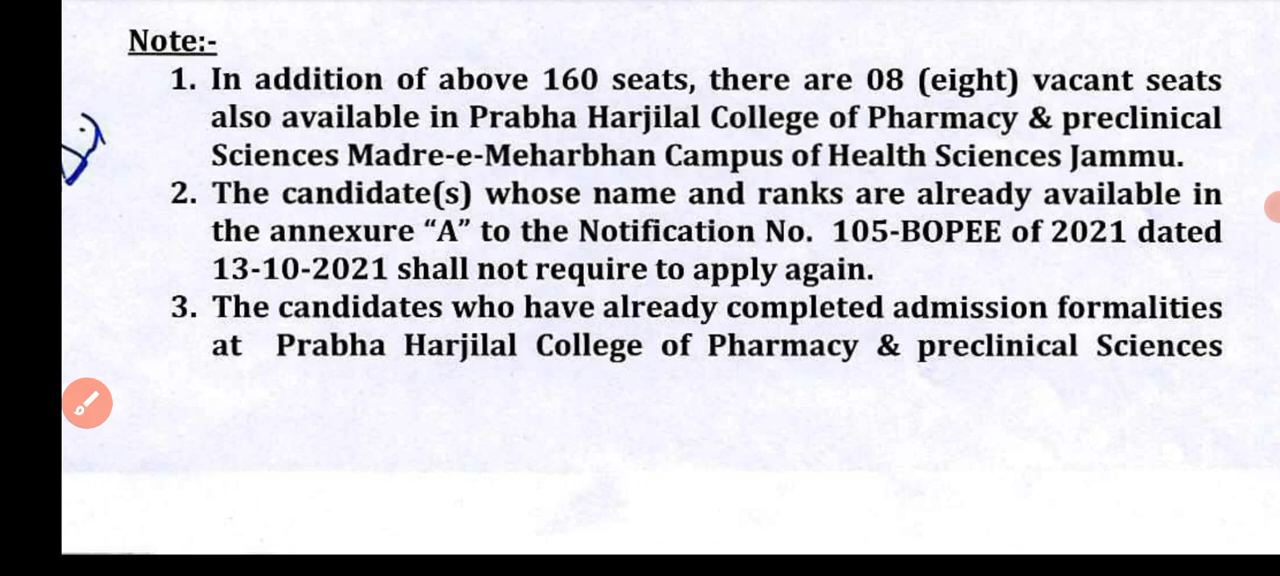 Note:-
1. In addition of above 160 seats, there are 08 (eight) vacant seats
also available in Prabha Harjilal College of Pharmacy & preclinical
Sciences Madre-e-Meharbhan Campus of Health Sciences Jammu.
2. The candidate(s) whose name and ranks are already available in
the annexure “A” to the Notification No. 105-BOPEE of 2021 dated
13-10-2021 shall not require to apply again.
3. The candidates who have already completed admission formalities
at Prabha Harjilal College of Pharmacy & preclinical Sciences